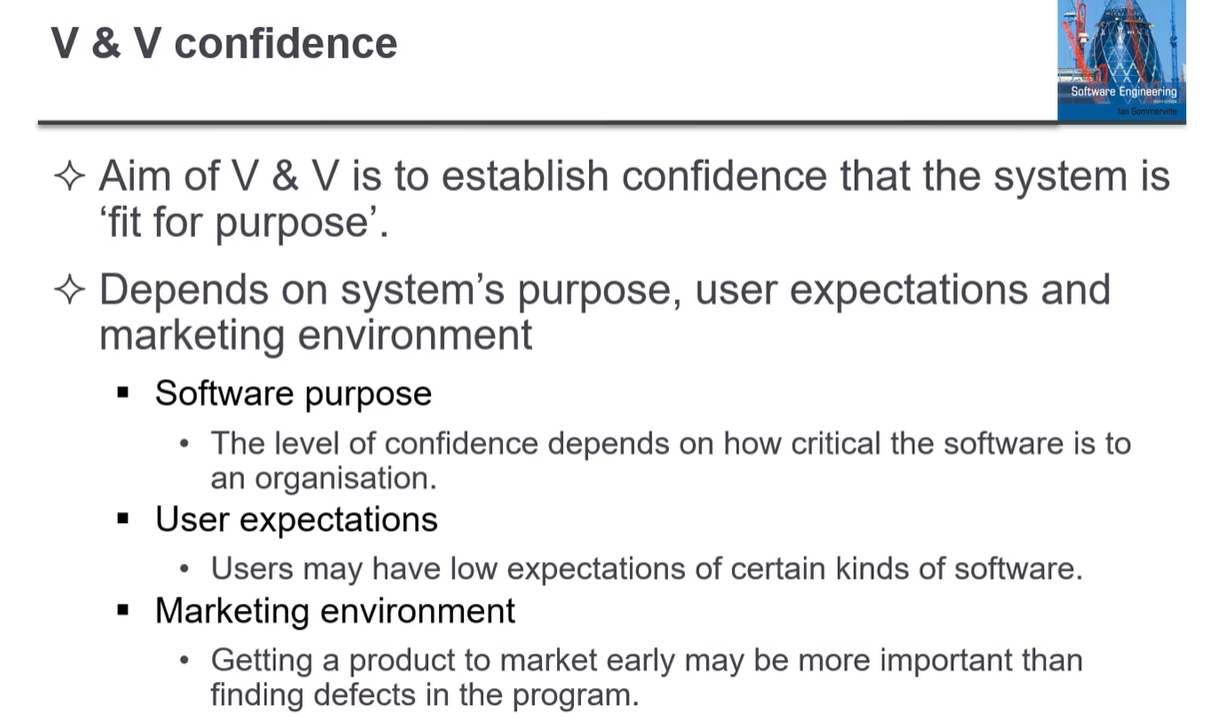 V & V confidence
Software Engineering
Ian Sommerville
✧ Aim of V & V is to establish confidence that the system is
‘fit for purpose’.
✧ Depends on system’s purpose, user expectations and
marketing environment
▪ Software purpose
• The level of confidence depends on how critical the software is to
an organisation.
▪ User expectations
• Users may have low expectations of certain kinds of software.
▪ Marketing environment
• Getting a product to market early may be more important than
finding defects in the program.